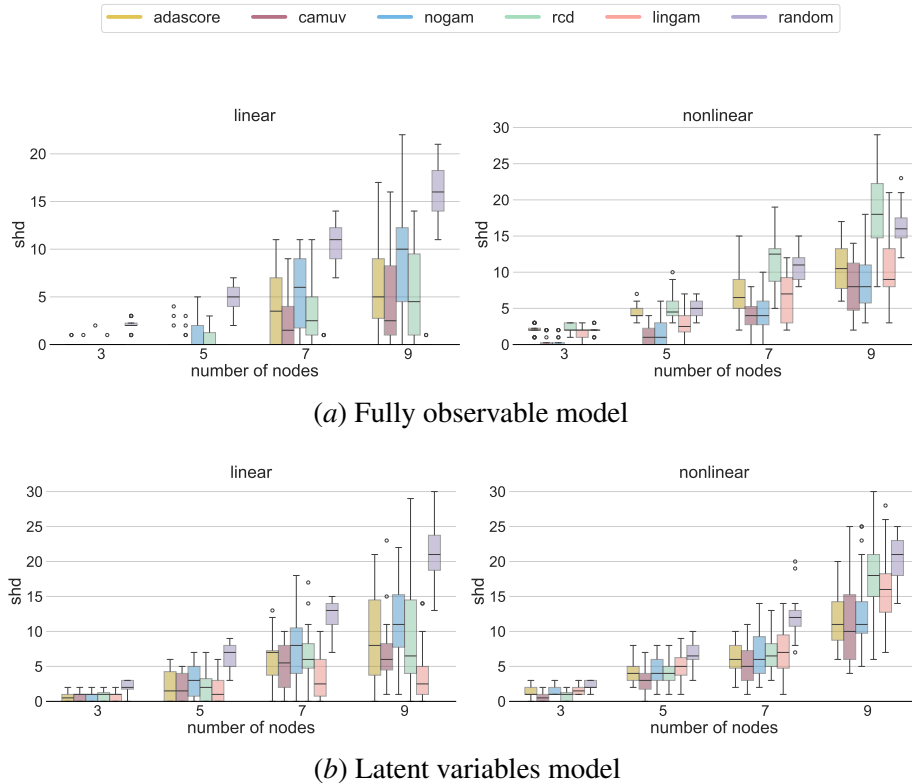 adascore camuv nogam rcd lingam random
linear nonlinear
20
15
10
5
0
shd
3 5 7 9
number of nodes
30
25
20
15
10
5
0
shd
3 5 7 9
number of nodes
(a) Fully observable model
linear nonlinear
30
25
20
15
10
5
0
shd
3 5 7 9
number of nodes
30
25
20
15
10
5
0
shd
3 5 7 9
number of nodes
(b) Latent variables model